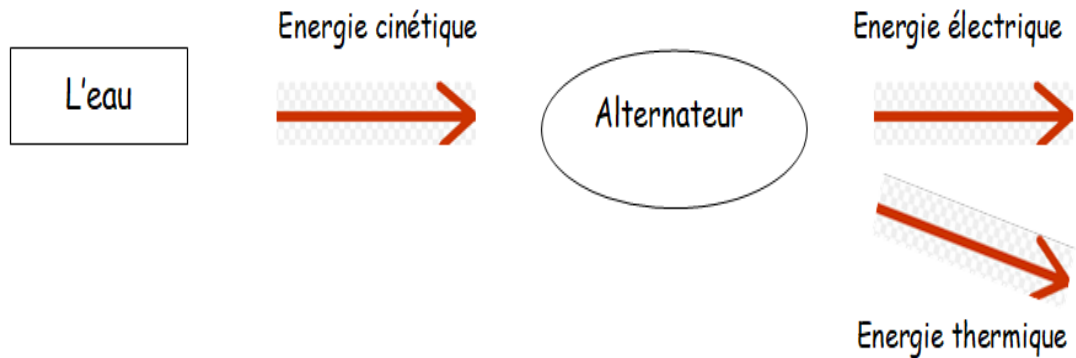 Energie cinétique
Energie électrique
L'eau
Alternateur
Energie thermique